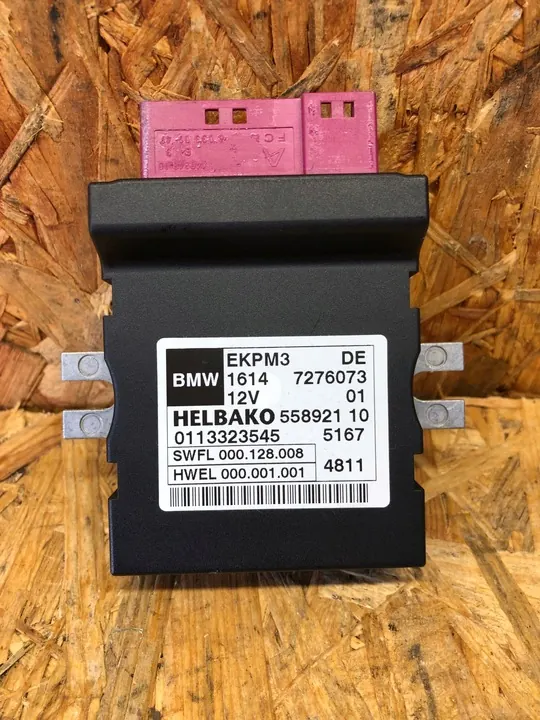 FCI
A
EKPM3 DE
BMW 1614 7276073
12V 01
HELBAKO 558921 10
0113323545 5167
SWFL 000.128.008
HWEL 000.001.001 4811